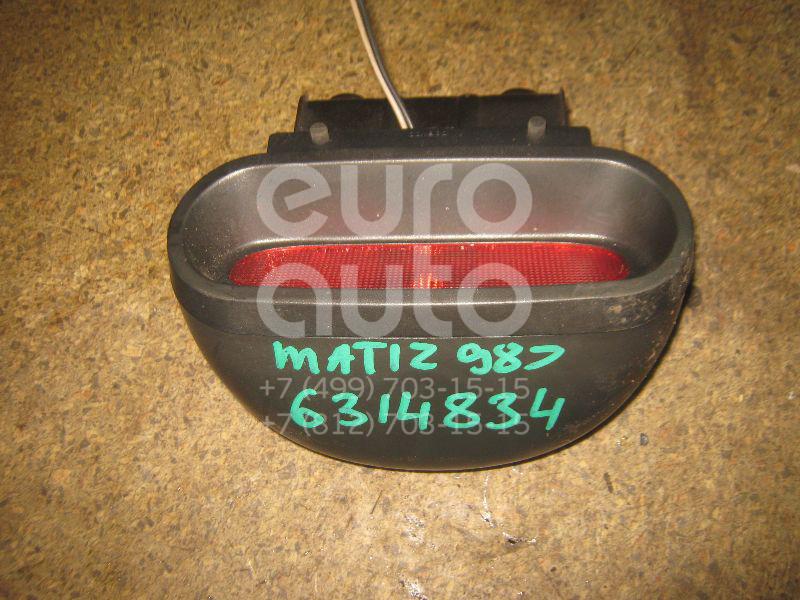 euro
auto
MATIZ 98>
+7 (499) 703-15-15
6314834
+7 (812) 703-15-15